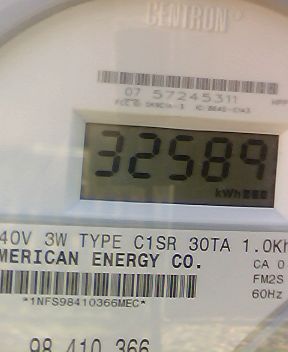 CENTRON®
07 57245311
32589
kWh
40V 3W TYPE C1SR 30TA 1.0Kh
MERICAN ENERGY CO.
CA 0
FM2S
60Hz
*1NFS98410366MEC*
98 410 366